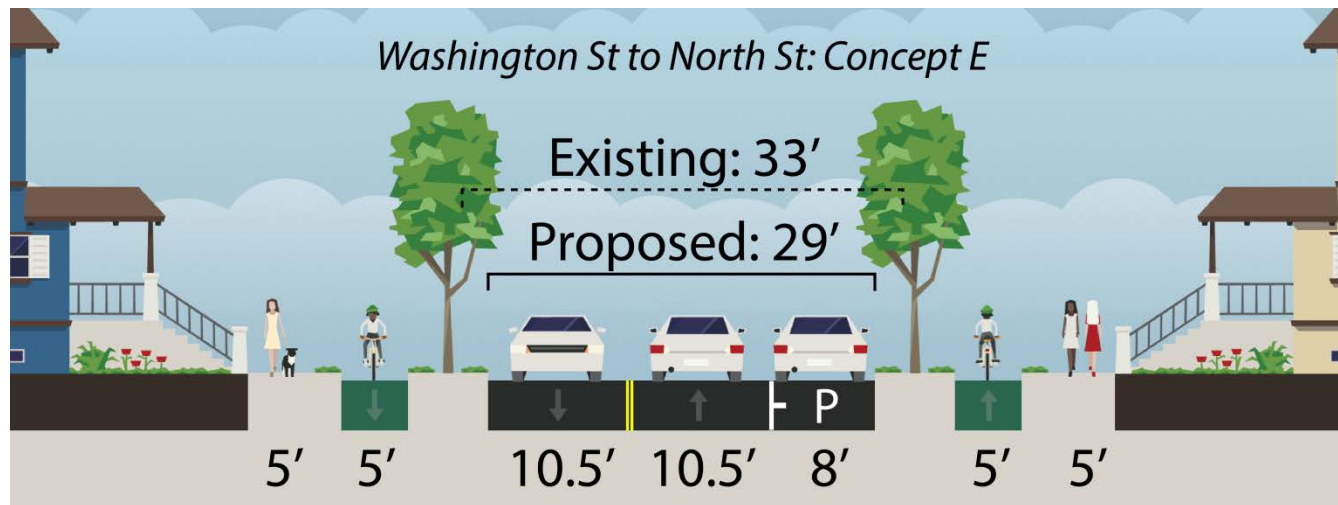 Washington St to North St: Concept E
Existing: 33’
Proposed: 29’
P
5’ 5’ 10.5’ 10.5’ 8’ 5’ 5’